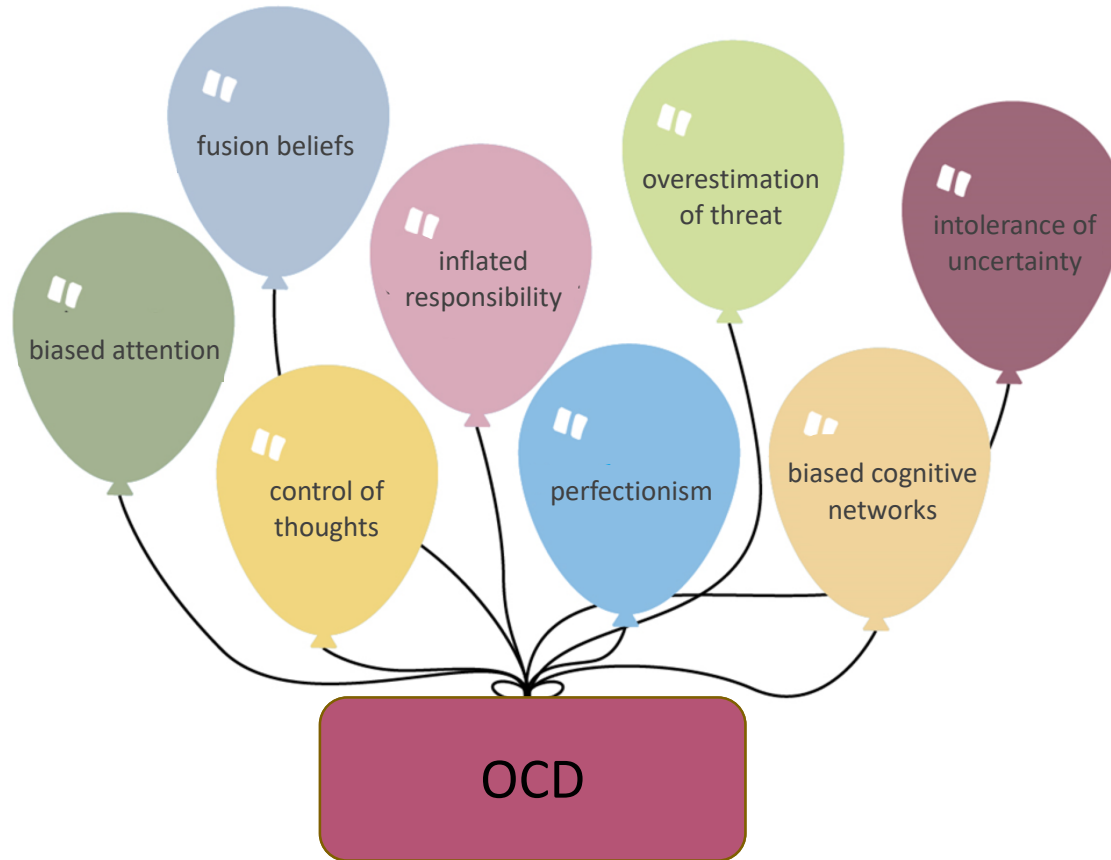 fusion beliefs
overestimation
of threat
intolerance of
uncertainty
inflated
responsibility
biased attention
control of
thoughts
perfectionism
biased cognitive
networks
OCD